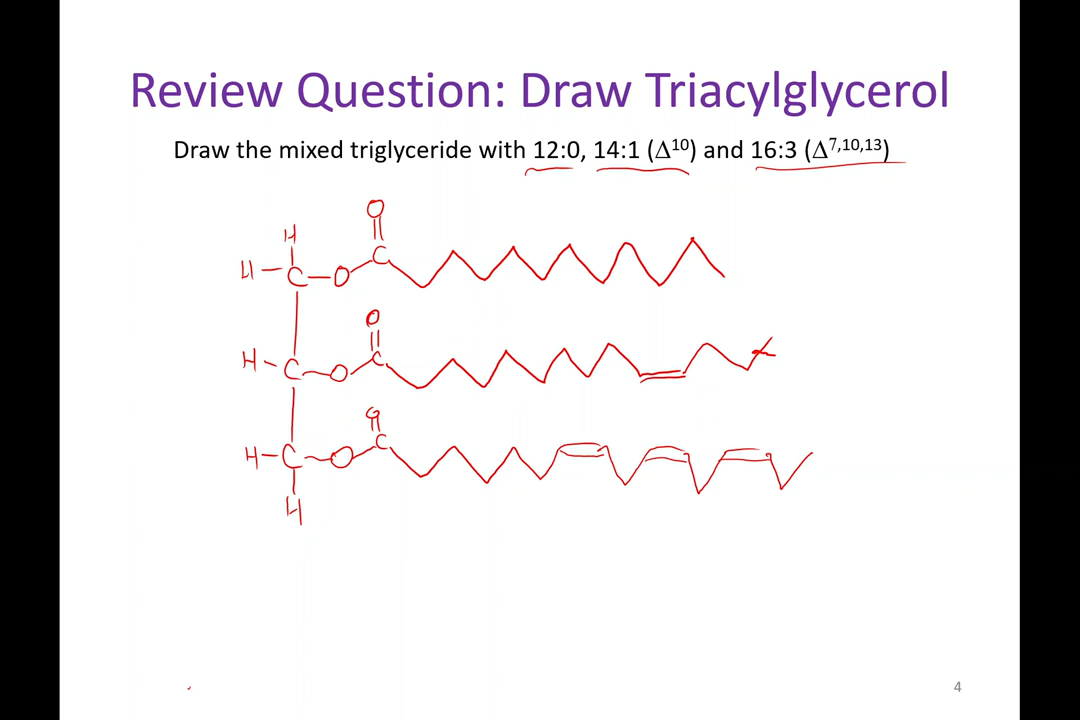 Review Question: Draw Triacylglycerol
Draw the mixed triglyceride with 12:0, 14:1 (Δ¹⁰) and 16:3 (Δ⁷,¹⁰,¹³)
O
H
H C O C
O
H C O C
O
H C O C
H
4